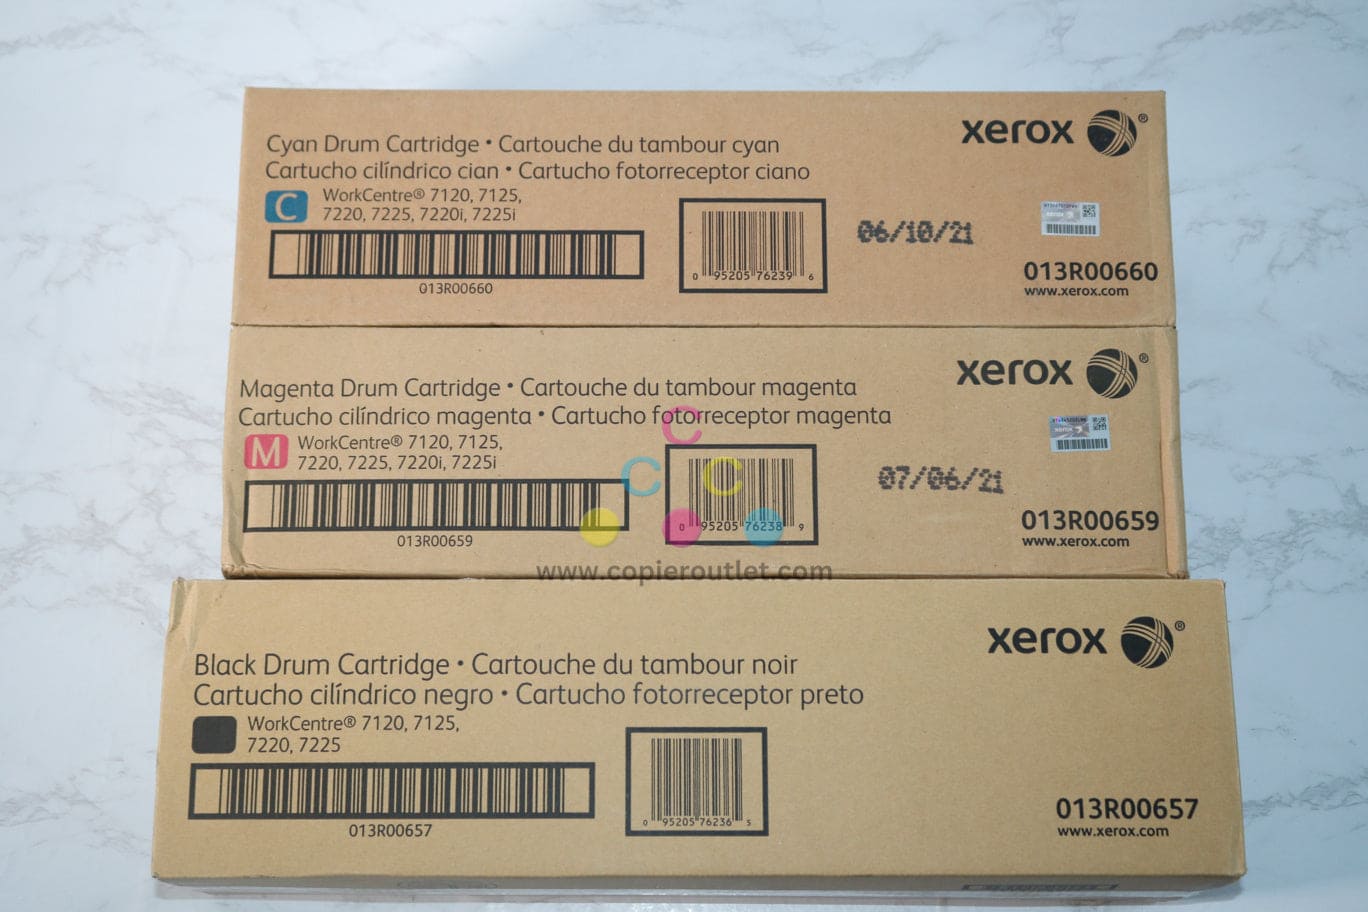 Cyan Drum Cartridge • Cartouche du tambour cyan
Cartucho cilíndrico cian • Cartucho fotorreceptor ciano
C
WorkCentre® 7120, 7125,
7220, 7225, 7220i, 7225i
013R00660
0 95205 76239 6
06/10/21
xerox ®
xerox
013R00660
www.xerox.com
Magenta Drum Cartridge • Cartouche du tambour magenta
Cartucho cilíndrico magenta • Cartucho fotorreceptor magenta
M
WorkCentre® 7120, 7125,
7220, 7225, 7220i, 7225i
013R00659
0 95205 76238 9
07/06/21
xerox ®
xerox
013R00659
www.xerox.com
C
C C
www.copieroutlet.com
Black Drum Cartridge • Cartouche du tambour noir
Cartucho cilíndrico negro • Cartucho fotorreceptor preto
WorkCentre® 7120, 7125,
7220, 7225
013R00657
0 95205 76236 5
xerox ®
013R00657
www.xerox.com